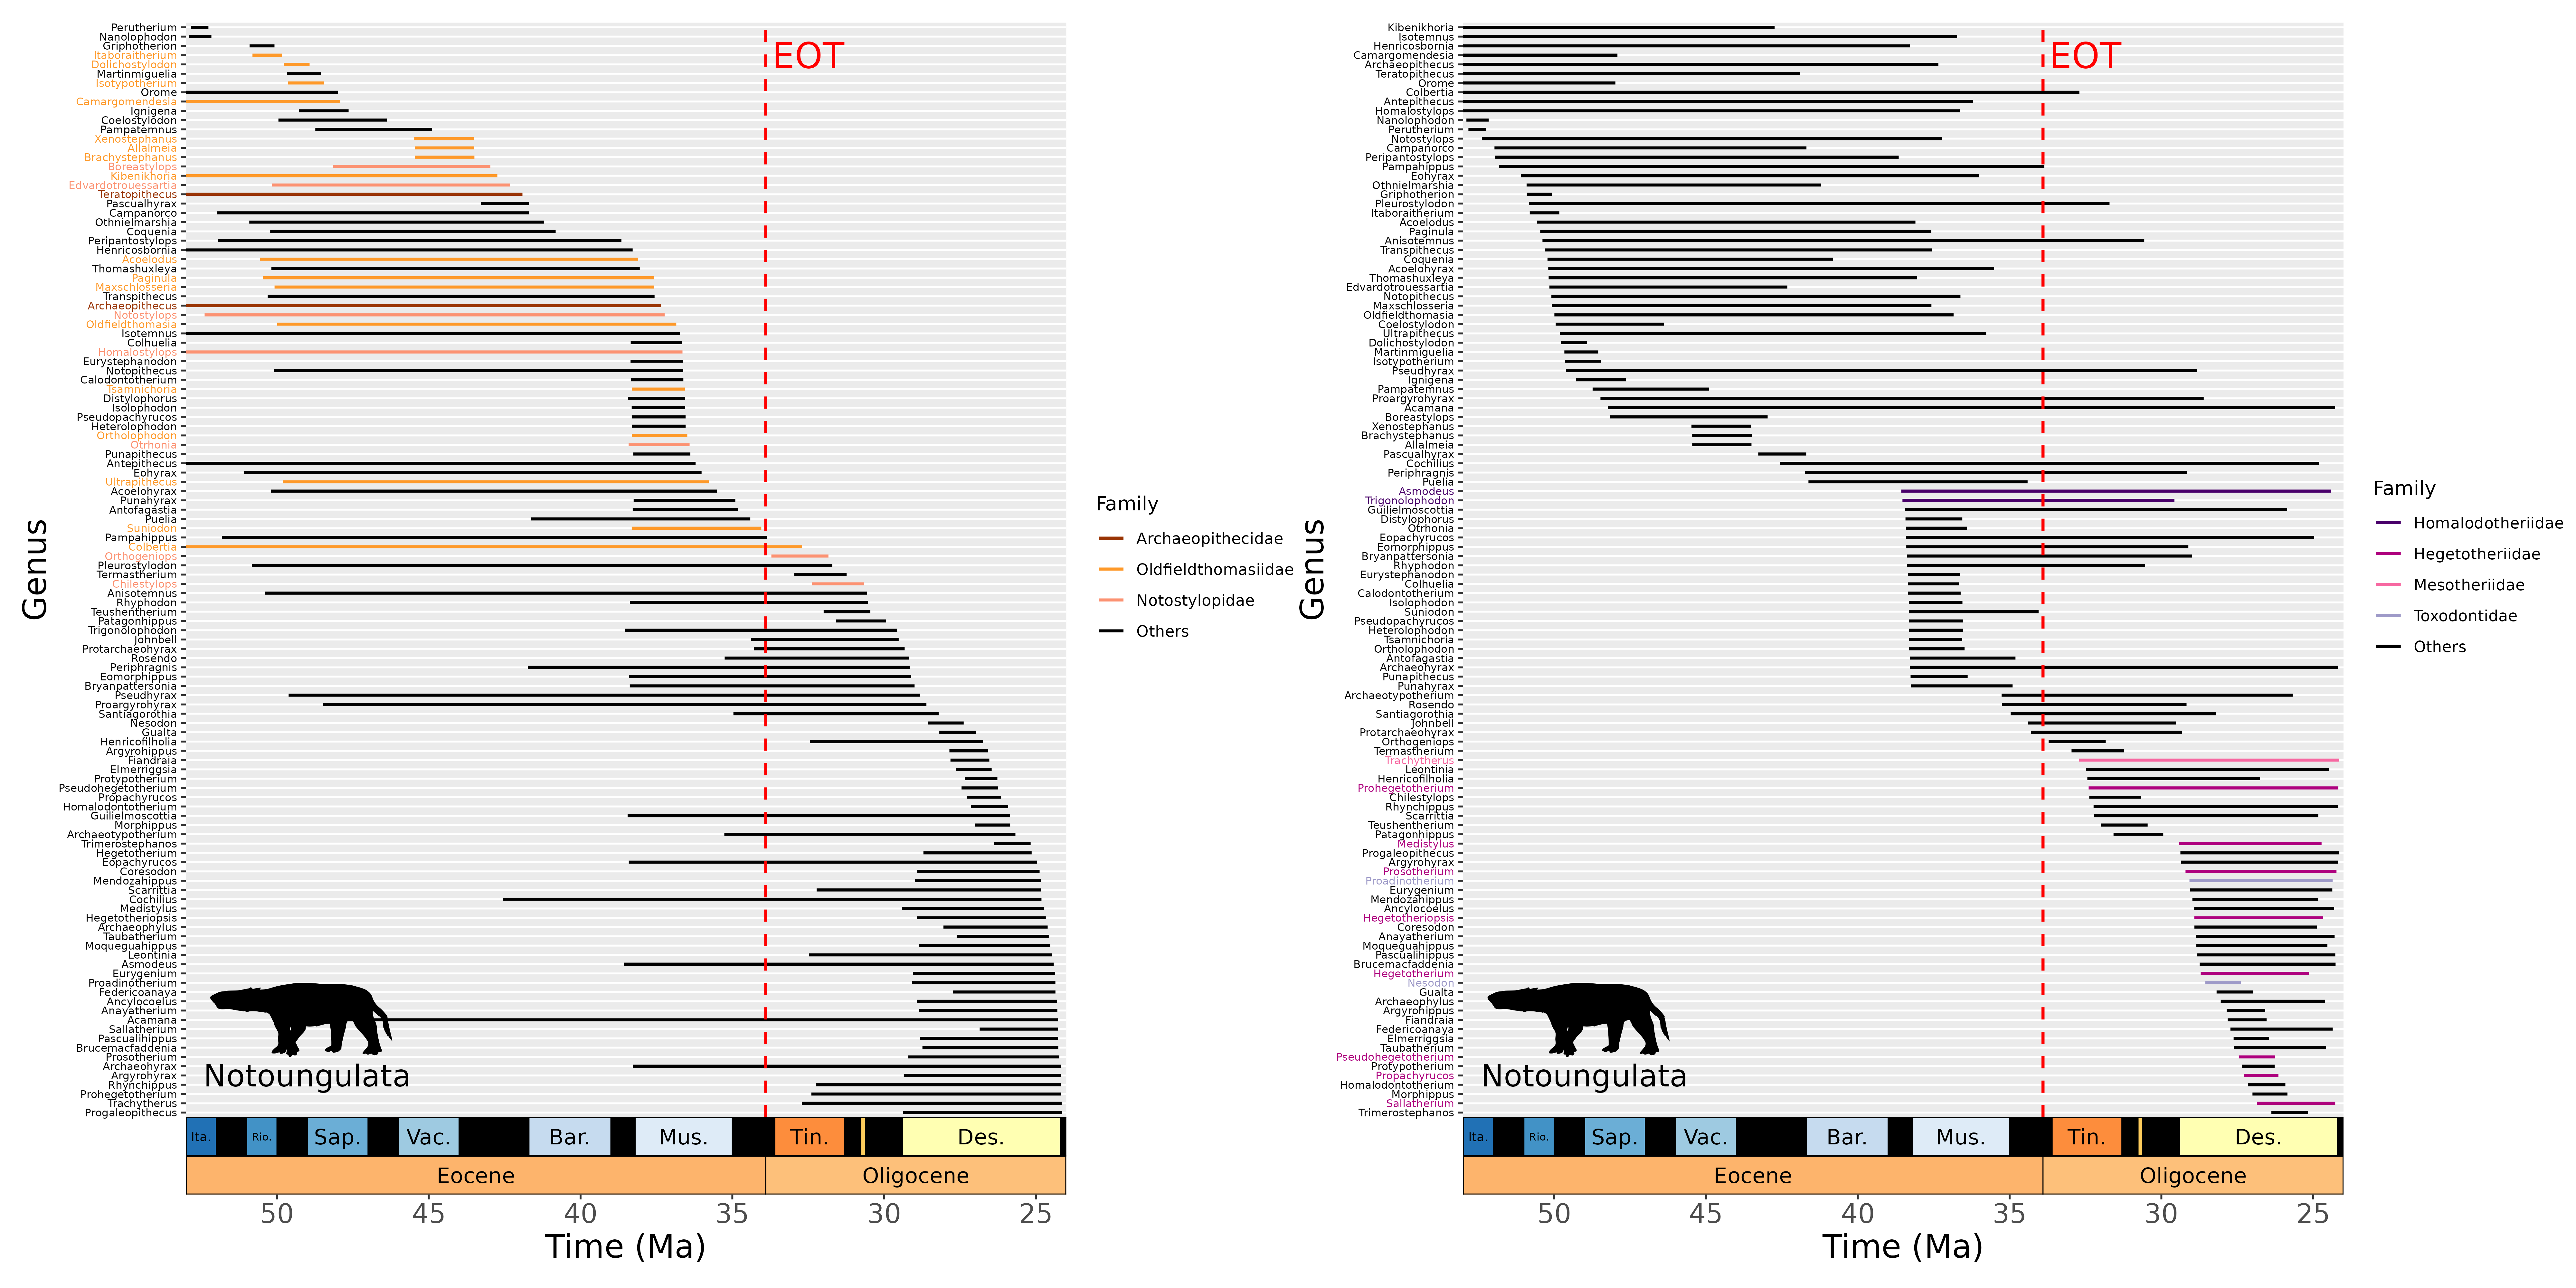 Perutherium
Nanolophodon
Griphotherion
Itaboraitherium
Dolichostylodon
Martinmiguelia
Isotypotherium
Orome
Camargomendesia
Ignigena
Coelostylodon
Pampatemnus
Xenostephanus
Allalmeia
Brachystephanus
Boreastylops
Kibenikhoria
Edvardotrouessartia
Teratopithecus
Pascualhyrax
Campanorco
Othnielmarshia
Coquenia
Peripantostylops
Henricosbornia
Acoelodus
Thomashuxleya
Paginula
Maxschlosseria
Transpithecus
Archaeopithecus
Notostylops
Oldfieldthomasia
Isotemnus
Colhuelia
Homalostylops
Eurystephanodon
Notopithecus
Calodontotherium
Tsamnichoria
Distylophorus
Isolophodon
Pseudopachyrucos
Heterolophodon
Ortholophodon
Otrhonia
Punapithecus
Antepithecus
Eohyrax
Ultrapithecus
Acoelohyrax
Punahyrax
Antofagastia
Puelia
Suniodon
Pampahippus
Colbertia
Orthogeniops
Pleurostylodon
Termastherium
Chilestylops
Anisotemnus
Rhyphodon
Teushentherium
Patagonhippus
Trigonolophodon
Johnbell
Protarchaeohyrax
Rosendo
Periphragnis
Eomorphippus
Bryanpattersonia
Pseudhyrax
Proargyrohyrax
Santiagorothia
Nesodon
Gualta
Henricofilholia
Argyrohippus
Fiandraia
Elmerriggsia
Protypotherium
Pseudohegetotherium
Propachyrucos
Homalodontotherium
Guilielmoscottia
Morphippus
Archaeotypotherium
Trimerostephanos
Hegetotherium
Eopachyrucos
Coresodon
Mendozahippus
Scarrittia
Cochilius
Medistylus
Hegetotheriopsis
Archaeophylus
Taubatherium
Moqueguahippus
Leontinia
Asmodeus
Eurygenium
Proadinotherium
Federicoanaya
Ancylocoelus
Anayatherium
Acamana
Sallatherium
Pascualihippus
Brucemacfaddenia
Prosotherium
Archaeohyrax
Argyrohyrax
Rhynchippus
Prohegetotherium
Trachytherus
Progaleopithecus
Genus
EOT
Notoungulata
Ita. Rio. Sap. Vac. Bar. Mus. Tin. Des.
Eocene Oligocene
50 45 40 35 30 25
Time (Ma)
Family
Archaeopithecidae
Oldfieldthomasiidae
Notostylopidae
Others
Kibenikhoria
Isotemnus
Henricosbornia
Camargomendesia
Archaeopithecus
Teratopithecus
Orome
Colbertia
Antepithecus
Homalostylops
Nanolophodon
Perutherium
Notostylops
Campanorco
Peripantostylops
Pampahippus
Eohyrax
Othnielmarshia
Griphotherion
Pleurostylodon
Itaboraitherium
Acoelodus
Paginula
Anisotemnus
Transpithecus
Coquenia
Acoelohyrax
Thomashuxleya
Edvardotrouessartia
Notopithecus
Maxschlosseria
Oldfieldthomasia
Coelostylodon
Ultrapithecus
Dolichostylodon
Martinmiguelia
Isotypotherium
Pseudhyrax
Ignigena
Pampatemnus
Proargyrohyrax
Acamana
Boreastylops
Xenostephanus
Brachystephanus
Allalmeia
Pascualhyrax
Cochilius
Periphragnis
Puelia
Asmodeus
Trigonolophodon
Guilielmoscottia
Distylophorus
Otrhonia
Eopachyrucos
Eomorphippus
Bryanpattersonia
Rhyphodon
Eurystephanodon
Colhuelia
Calodontotherium
Isolophodon
Suniodon
Pseudopachyrucos
Heterolophodon
Tsamnichoria
Ortholophodon
Antofagastia
Archaeohyrax
Punapithecus
Punahyrax
Archaeotypotherium
Rosendo
Santiagorothia
Johnbell
Protarchaeohyrax
Orthogeniops
Termastherium
Trachytherus
Leontinia
Henricofilholia
Prohegetotherium
Chilestylops
Rhynchippus
Scarrittia
Teushentherium
Patagonhippus
Medistylus
Progaleopithecus
Argyrohyrax
Prosotherium
Proadinotherium
Eurygenium
Mendozahippus
Ancylocoelus
Hegetotheriopsis
Coresodon
Anayatherium
Moqueguahippus
Pascualihippus
Brucemacfaddenia
Hegetotherium
Nesodon
Gualta
Archaeophylus
Argyrohippus
Fiandraia
Federicoanaya
Elmerriggsia
Taubatherium
Pseudohegetotherium
Protypotherium
Propachyrucos
Homalodontotherium
Morphippus
Sallatherium
Trimerostephanos
Genus
EOT
Notoungulata
Ita. Rio. Sap. Vac. Bar. Mus. Tin. Des.
Eocene Oligocene
50 45 40 35 30 25
Time (Ma)
Family
Homalodotheriidae
Hegetotheriidae
Mesotheriidae
Toxodontidae
Others